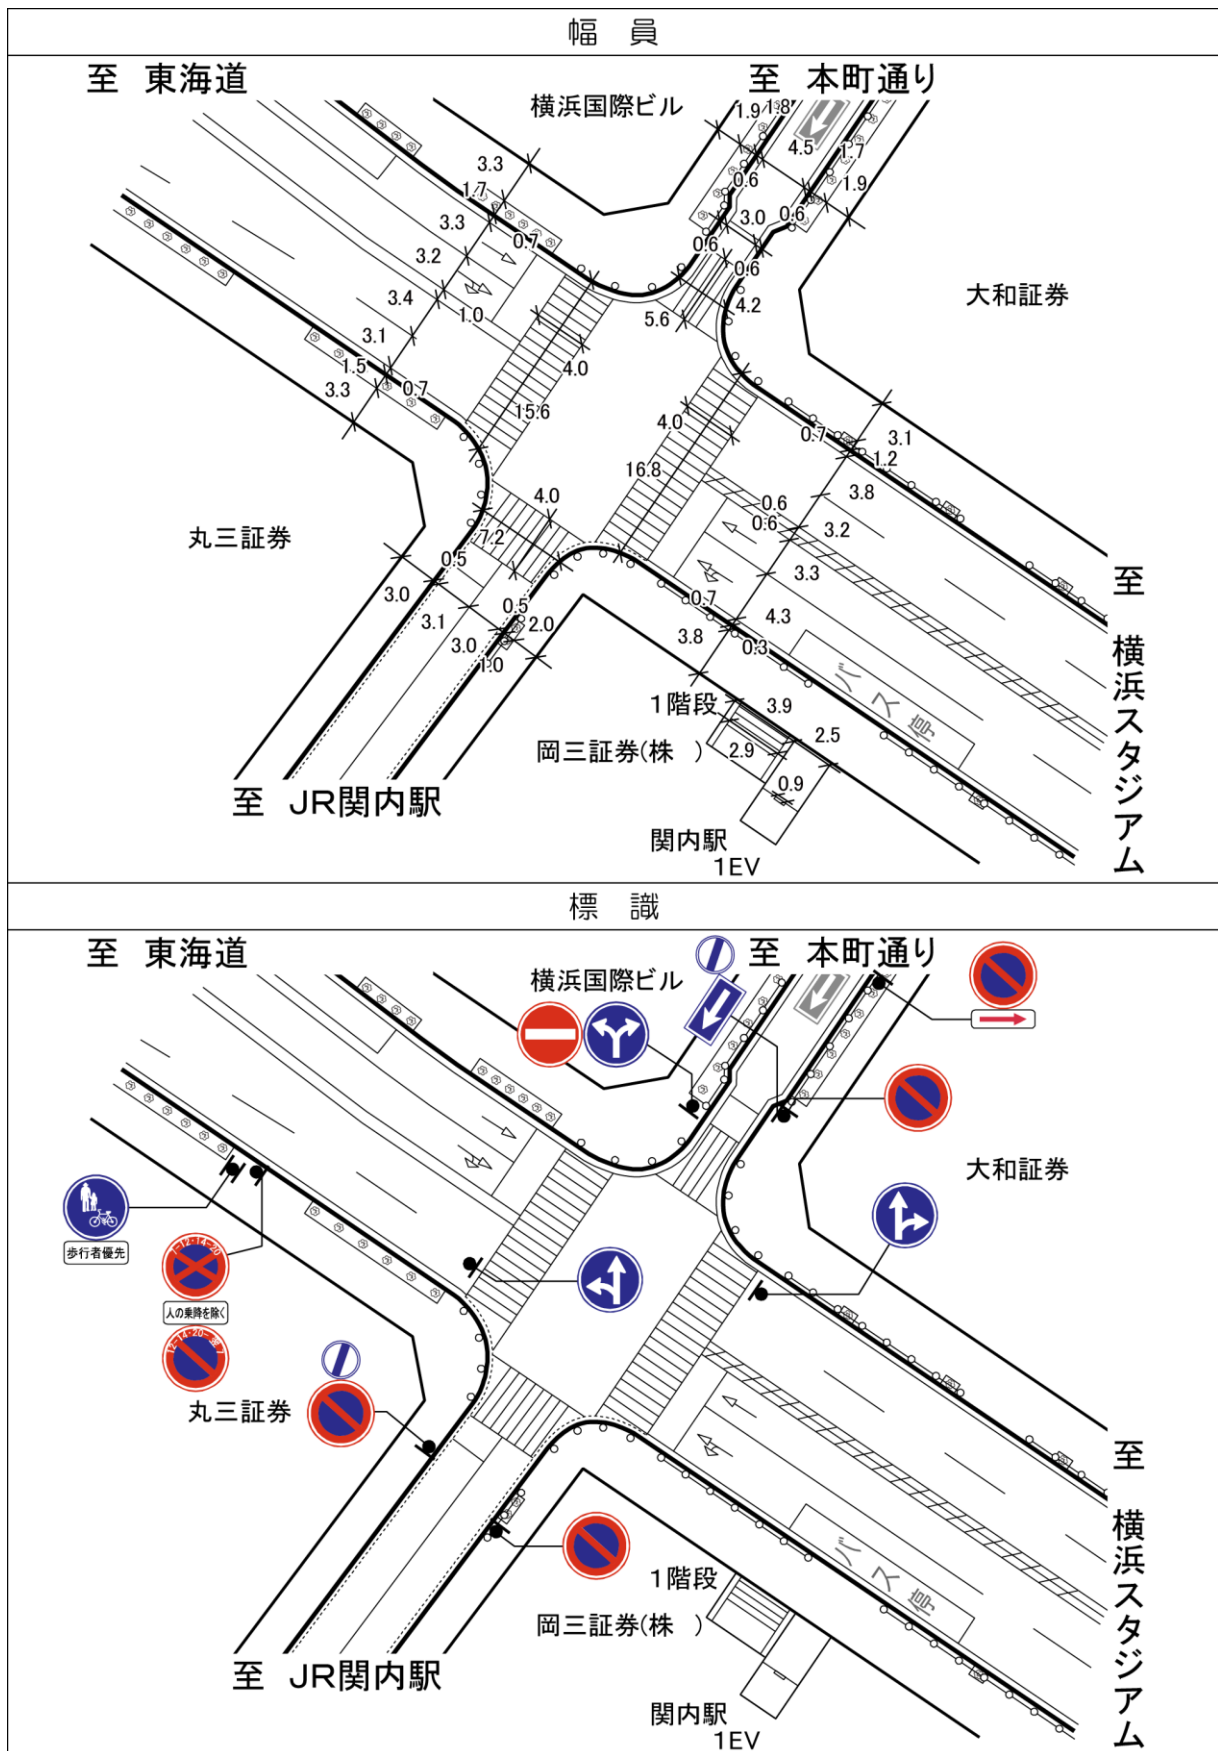 幅 員
至 東海道
至 本町通り
横浜国際ビル
1.9
1.8
4.5
1.7
1.9
3.3
1.7
3.3
0.7
3.2
3.4
1.0
3.1
1.5
3.3
0.7
0.6
3.0
0.6
0.6
0.6
4.2
5.6
大和証券
4.0
15.6
4.0
16.8
0.7
3.1
1.2
3.8
0.6
0.6
3.2
3.3
4.3
丸三証券
4.0
7.2
0.5
3.0
3.1
0.5
3.0
2.0
1.0
0.7
3.8
0.3
1階段
3.9
2.5
2.9
0.9
岡三証券(株 )
バス停
至 JR関内駅
関内駅
1EV
至 横浜スタジアム
標 識
至 東海道
至 本町通り
横浜国際ビル
大和証券
歩行者優先
人の乗降を除く
丸三証券
1階段
岡三証券(株 )
バス停
至 JR関内駅
関内駅
1EV
至 横浜スタジアム